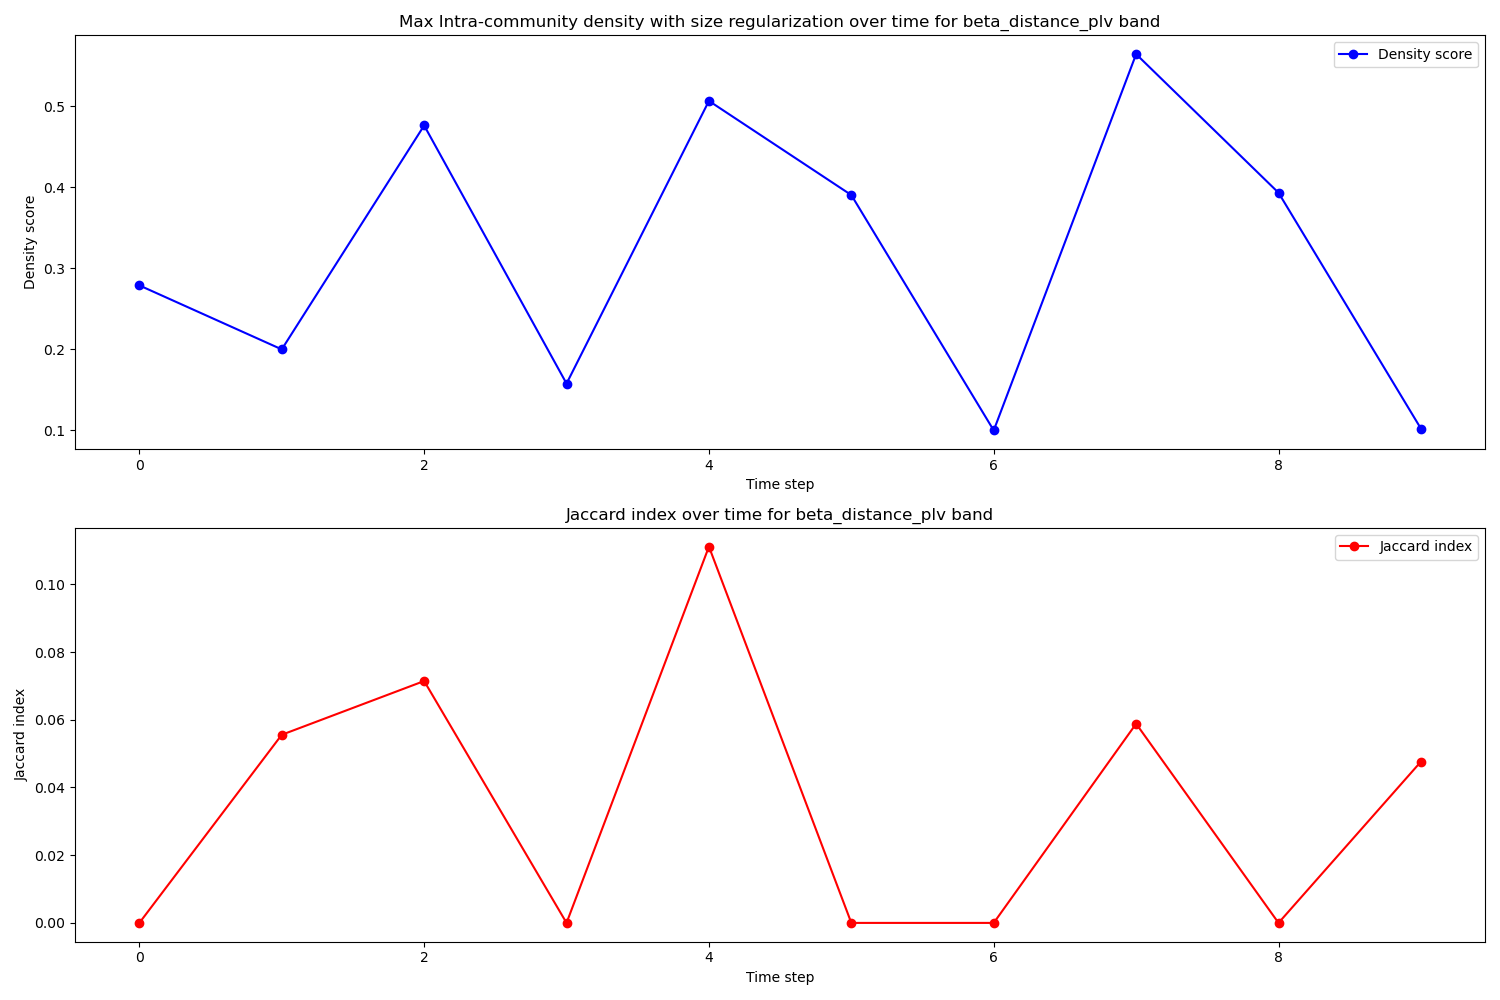 Max Intra-community density with size regularization over time for beta_distance_plv band
Density score
Density score
0.5
0.4
0.3
0.2
0.1
0 2 4 6 8
Time step
Jaccard index over time for beta_distance_plv band
Jaccard index
Jaccard index
0.10
0.08
0.06
0.04
0.02
0.00
0 2 4 6 8
Time step